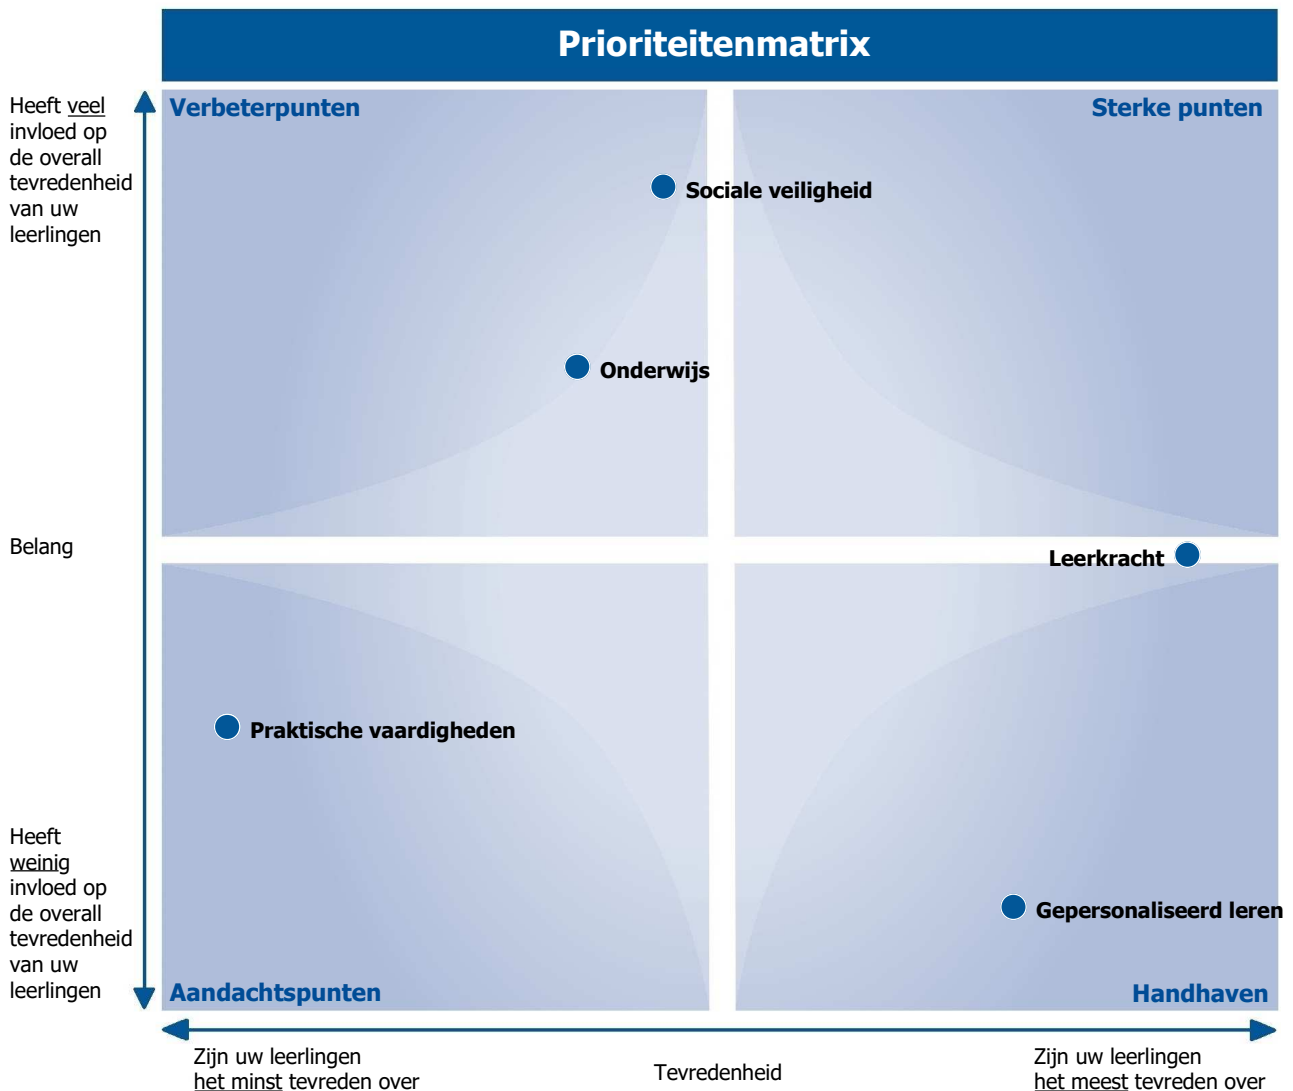 Prioriteitenmatrix
Heeft veel
invloed op
de overall
tevredenheid
van uw
leerlingen
Verbeterpunten
Sterke punten
Sociale veiligheid
Onderwijs
Belang
Leerkracht
Praktische vaardigheden
Heeft
weinig
invloed op
de overall
tevredenheid
van uw
leerlingen
Gepersonaliseerd leren
Aandachtspunten
Handhaven
Zijn uw leerlingen
het minst tevreden over
Tevredenheid
Zijn uw leerlingen
het meest tevreden over